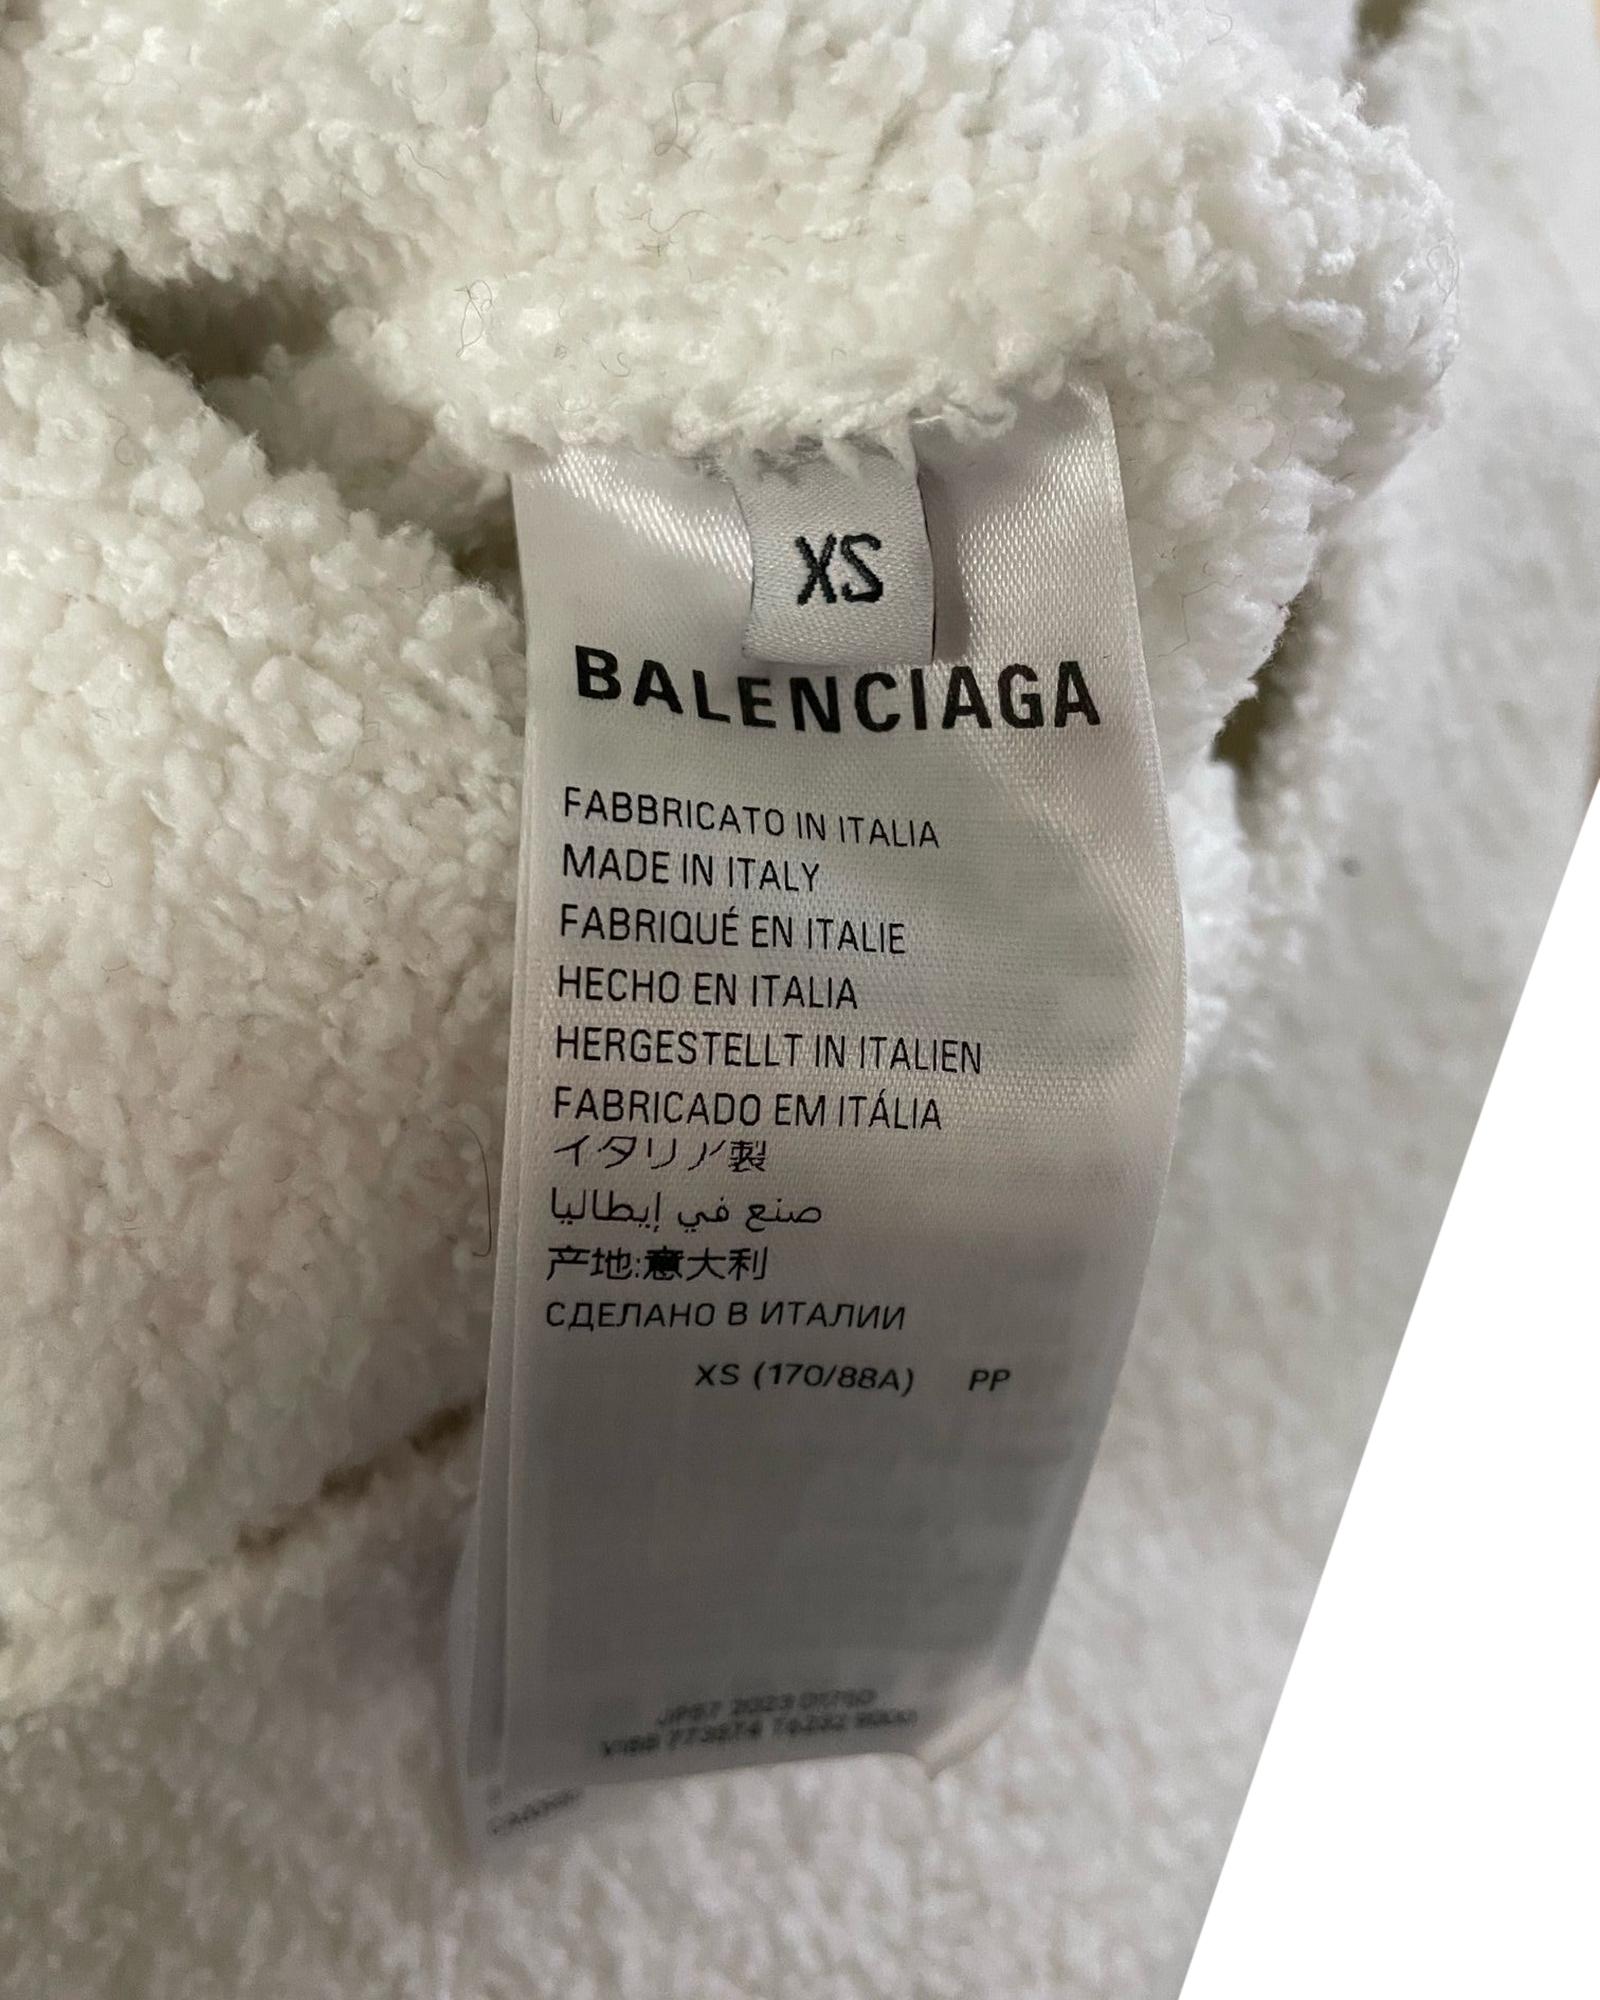 XS
BALENCIAGA
FABBRICATO IN ITALIA
MADE IN ITALY
FABRIQUÉ EN ITALIE
HECHO EN ITALIA
HERGESTELLT IN ITALIEN
FABRICADO EM ITÁLIA
イタリア製
صنع في إيطاليا
产地:意大利
СДЕЛАНО В ИТАЛИИ
XS (170/88A) PP
2023